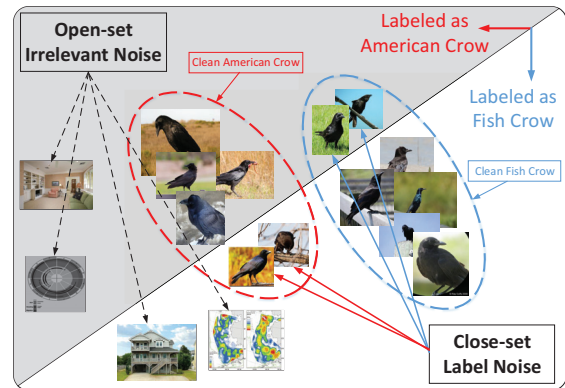 Open-set
Irrelevant Noise
Labeled as
American Crow
Clean American Crow
Labeled as
Fish Crow
Clean Fish Crow
Close-set
Label Noise